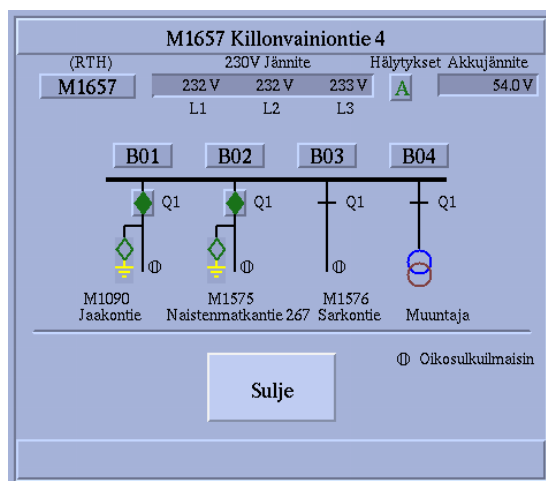 M1657 Killonvainiontie 4
(RTH) 230V Jännite Hälytykset Akkujännite
M1657 232 V 232 V 233 V A 54.0 V
L1 L2 L3
B01 B02 B03 B04
Q1 Q1 Q1 Q1
M1090 M1575 M1576
Jaakontie Naistenmatkantie 267 Sarkontie Muuntaja
Oikosulkuilmaisin
Sulje